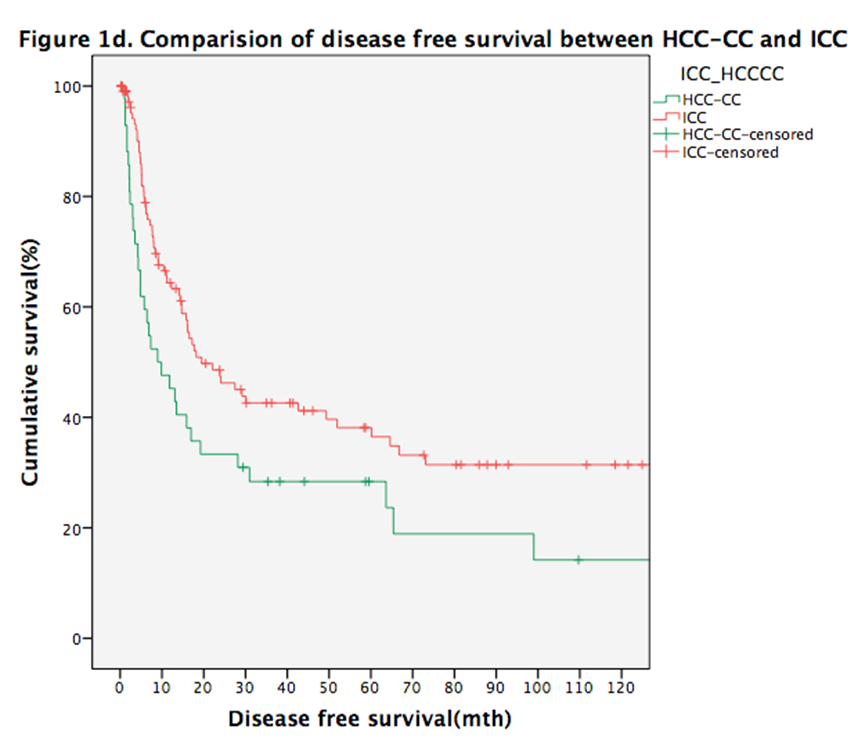 Figure 1d. Comparision of disease free survival between HCC-CC and ICC
ICC_HCCCC
HCC-CC
ICC
HCC-CC-censored
ICC-censored
Cumulative survival(%)
100
80
60
40
20
0
0 10 20 30 40 50 60 70 80 90 100 110 120
Disease free survival(mth)